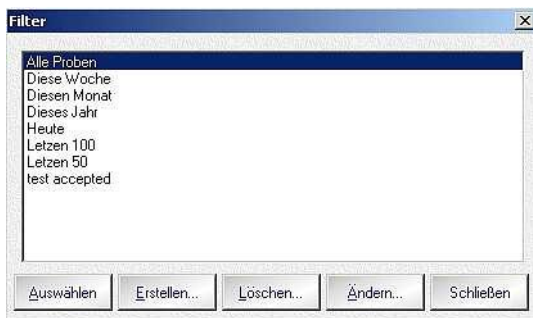 Filter
Alle Proben
Diese Woche
Diesen Monat
Dieses Jahr
Heute
Letzen 100
Letzen 50
test accepted
Auswählen Erstellen... Löschen... Ändern... Schließen